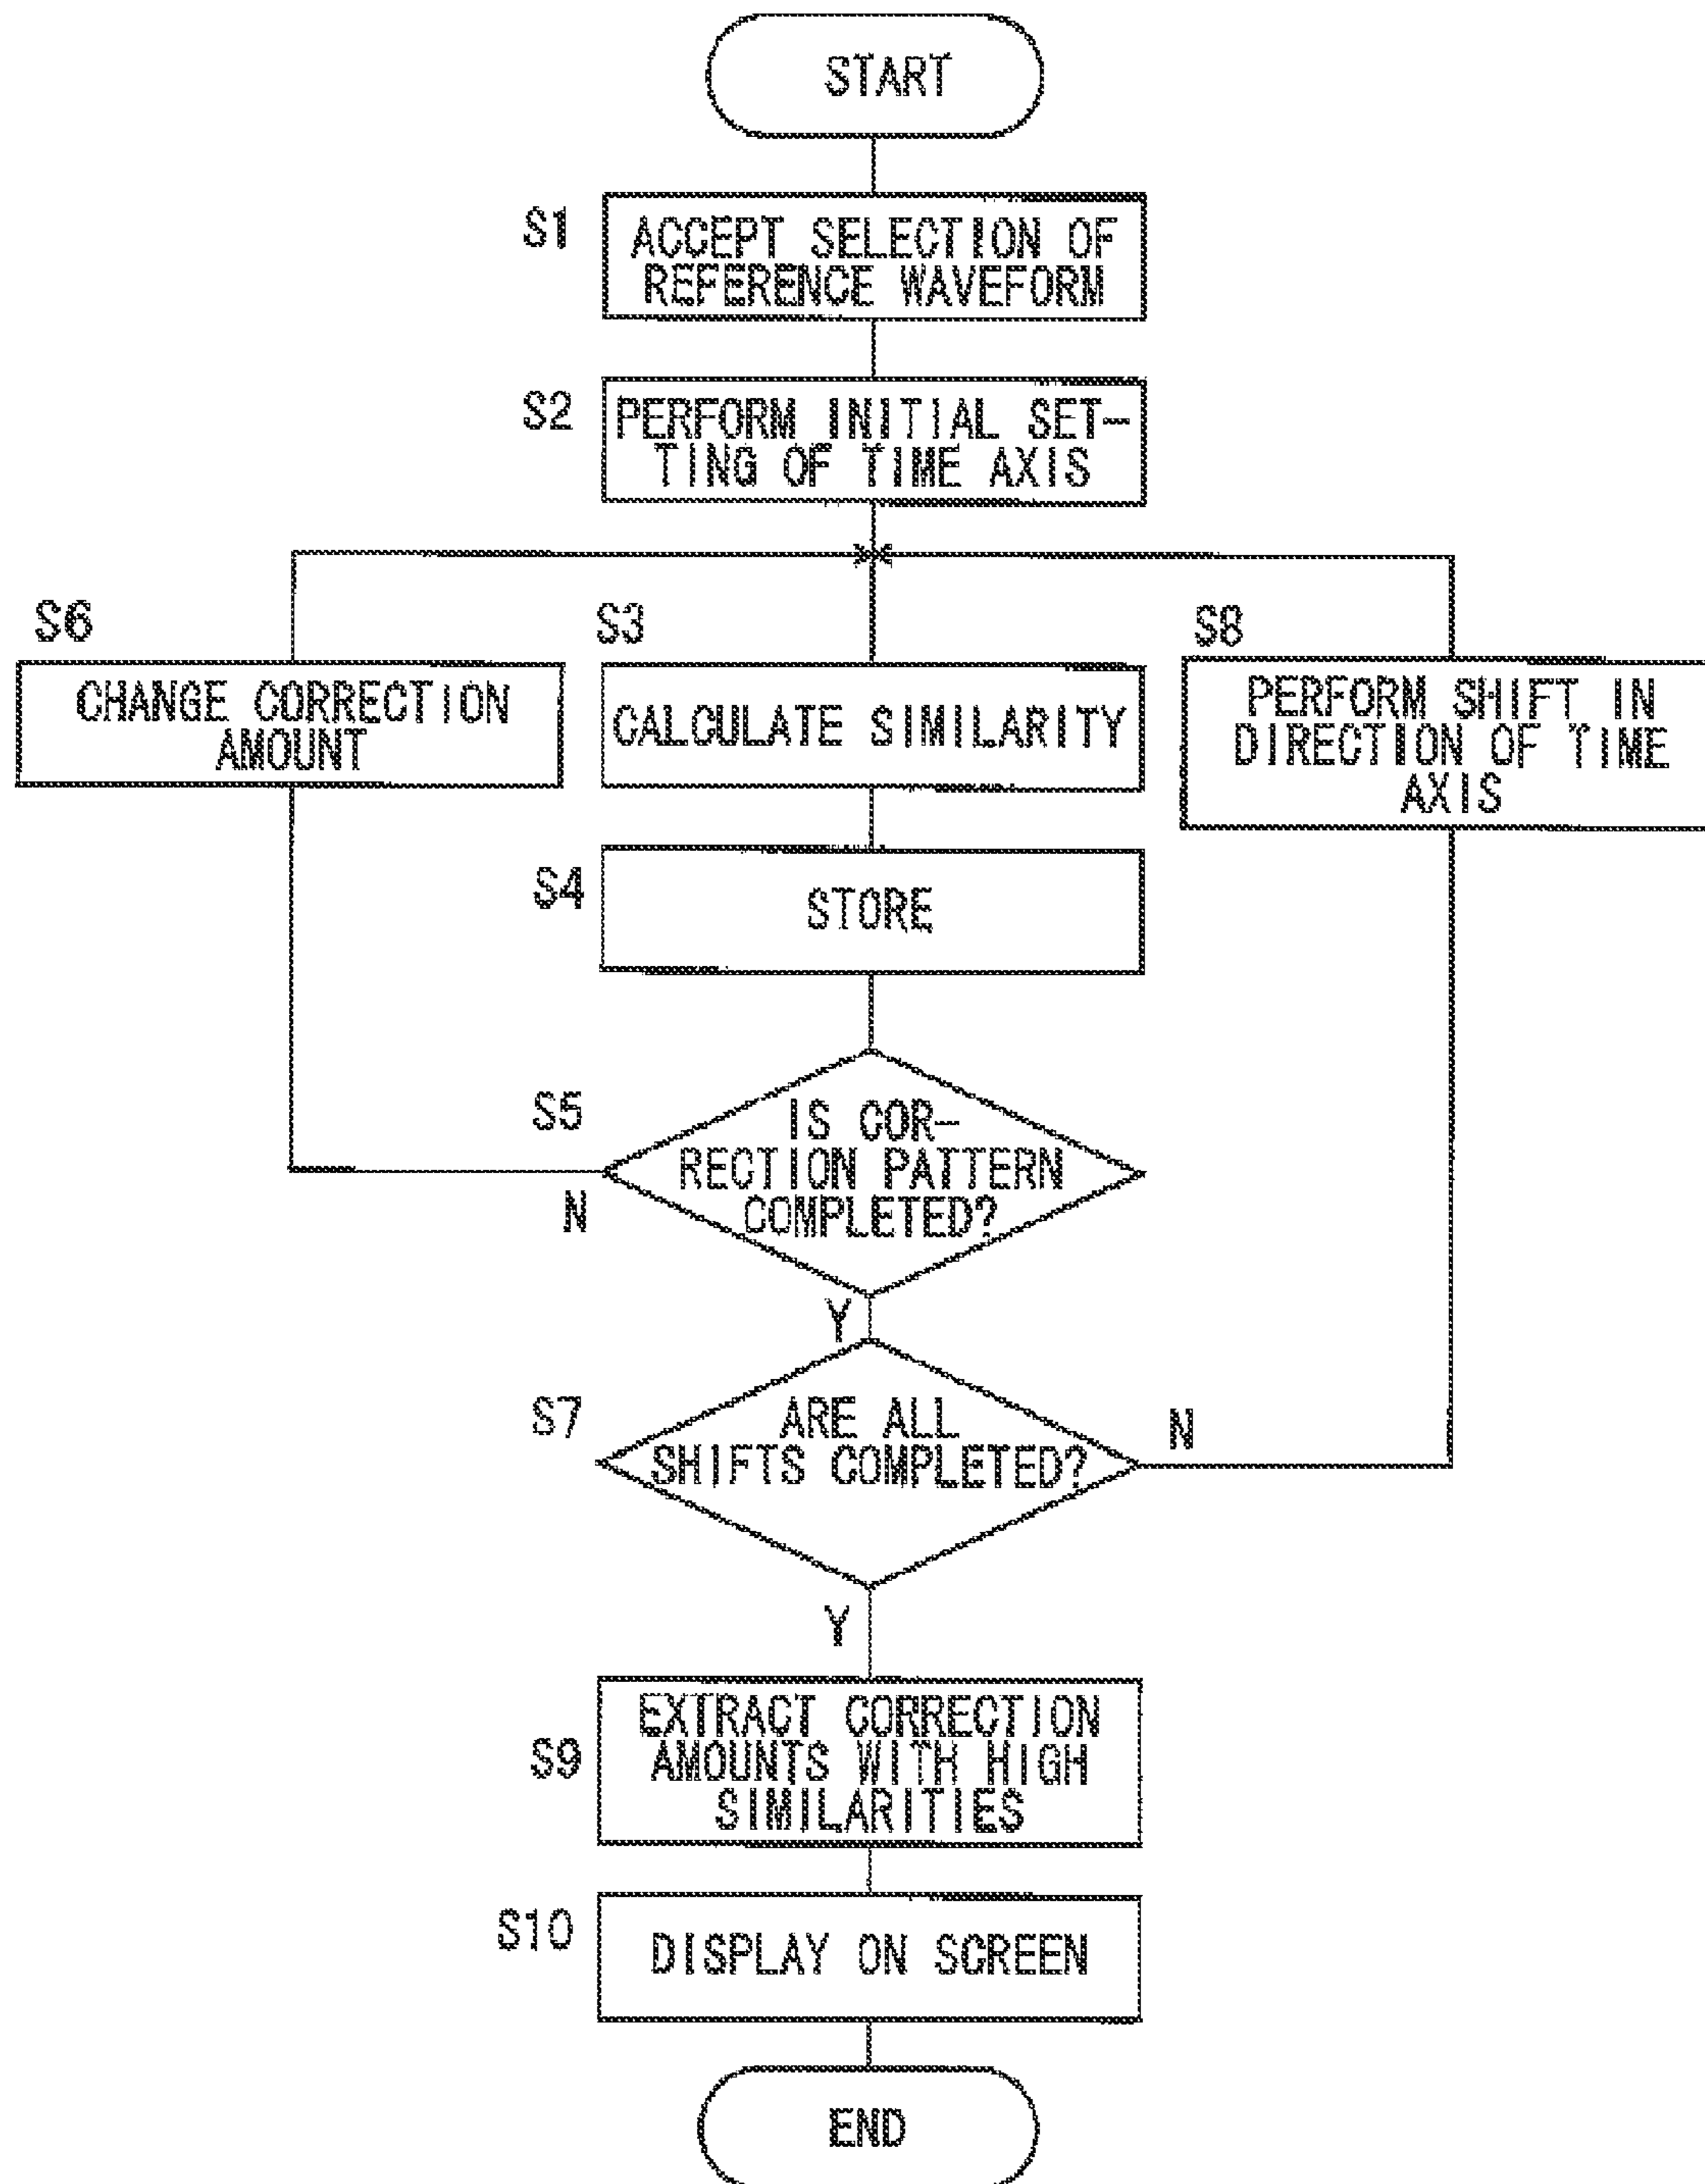 START
S1
ACCEPT SELECTION OF
REFERENCE WAVEFORM
S2
PERFORM INITIAL SET-
TING OF TIME AXIS
S6
CHANGE CORRECTION
AMOUNT
S3
CALCULATE SIMILARITY
S8
PERFORM SHIFT IN
DIRECTION OF TIME
AXIS
S4
STORE
S5
IS COR-
RECTION PATTERN
COMPLETED?
N
Y
S7
ARE ALL
SHIFTS COMPLETED?
N
Y
S9
EXTRACT CORRECTION
AMOUNTS WITH HIGH
SIMILARITIES
S10
DISPLAY ON SCREEN
END